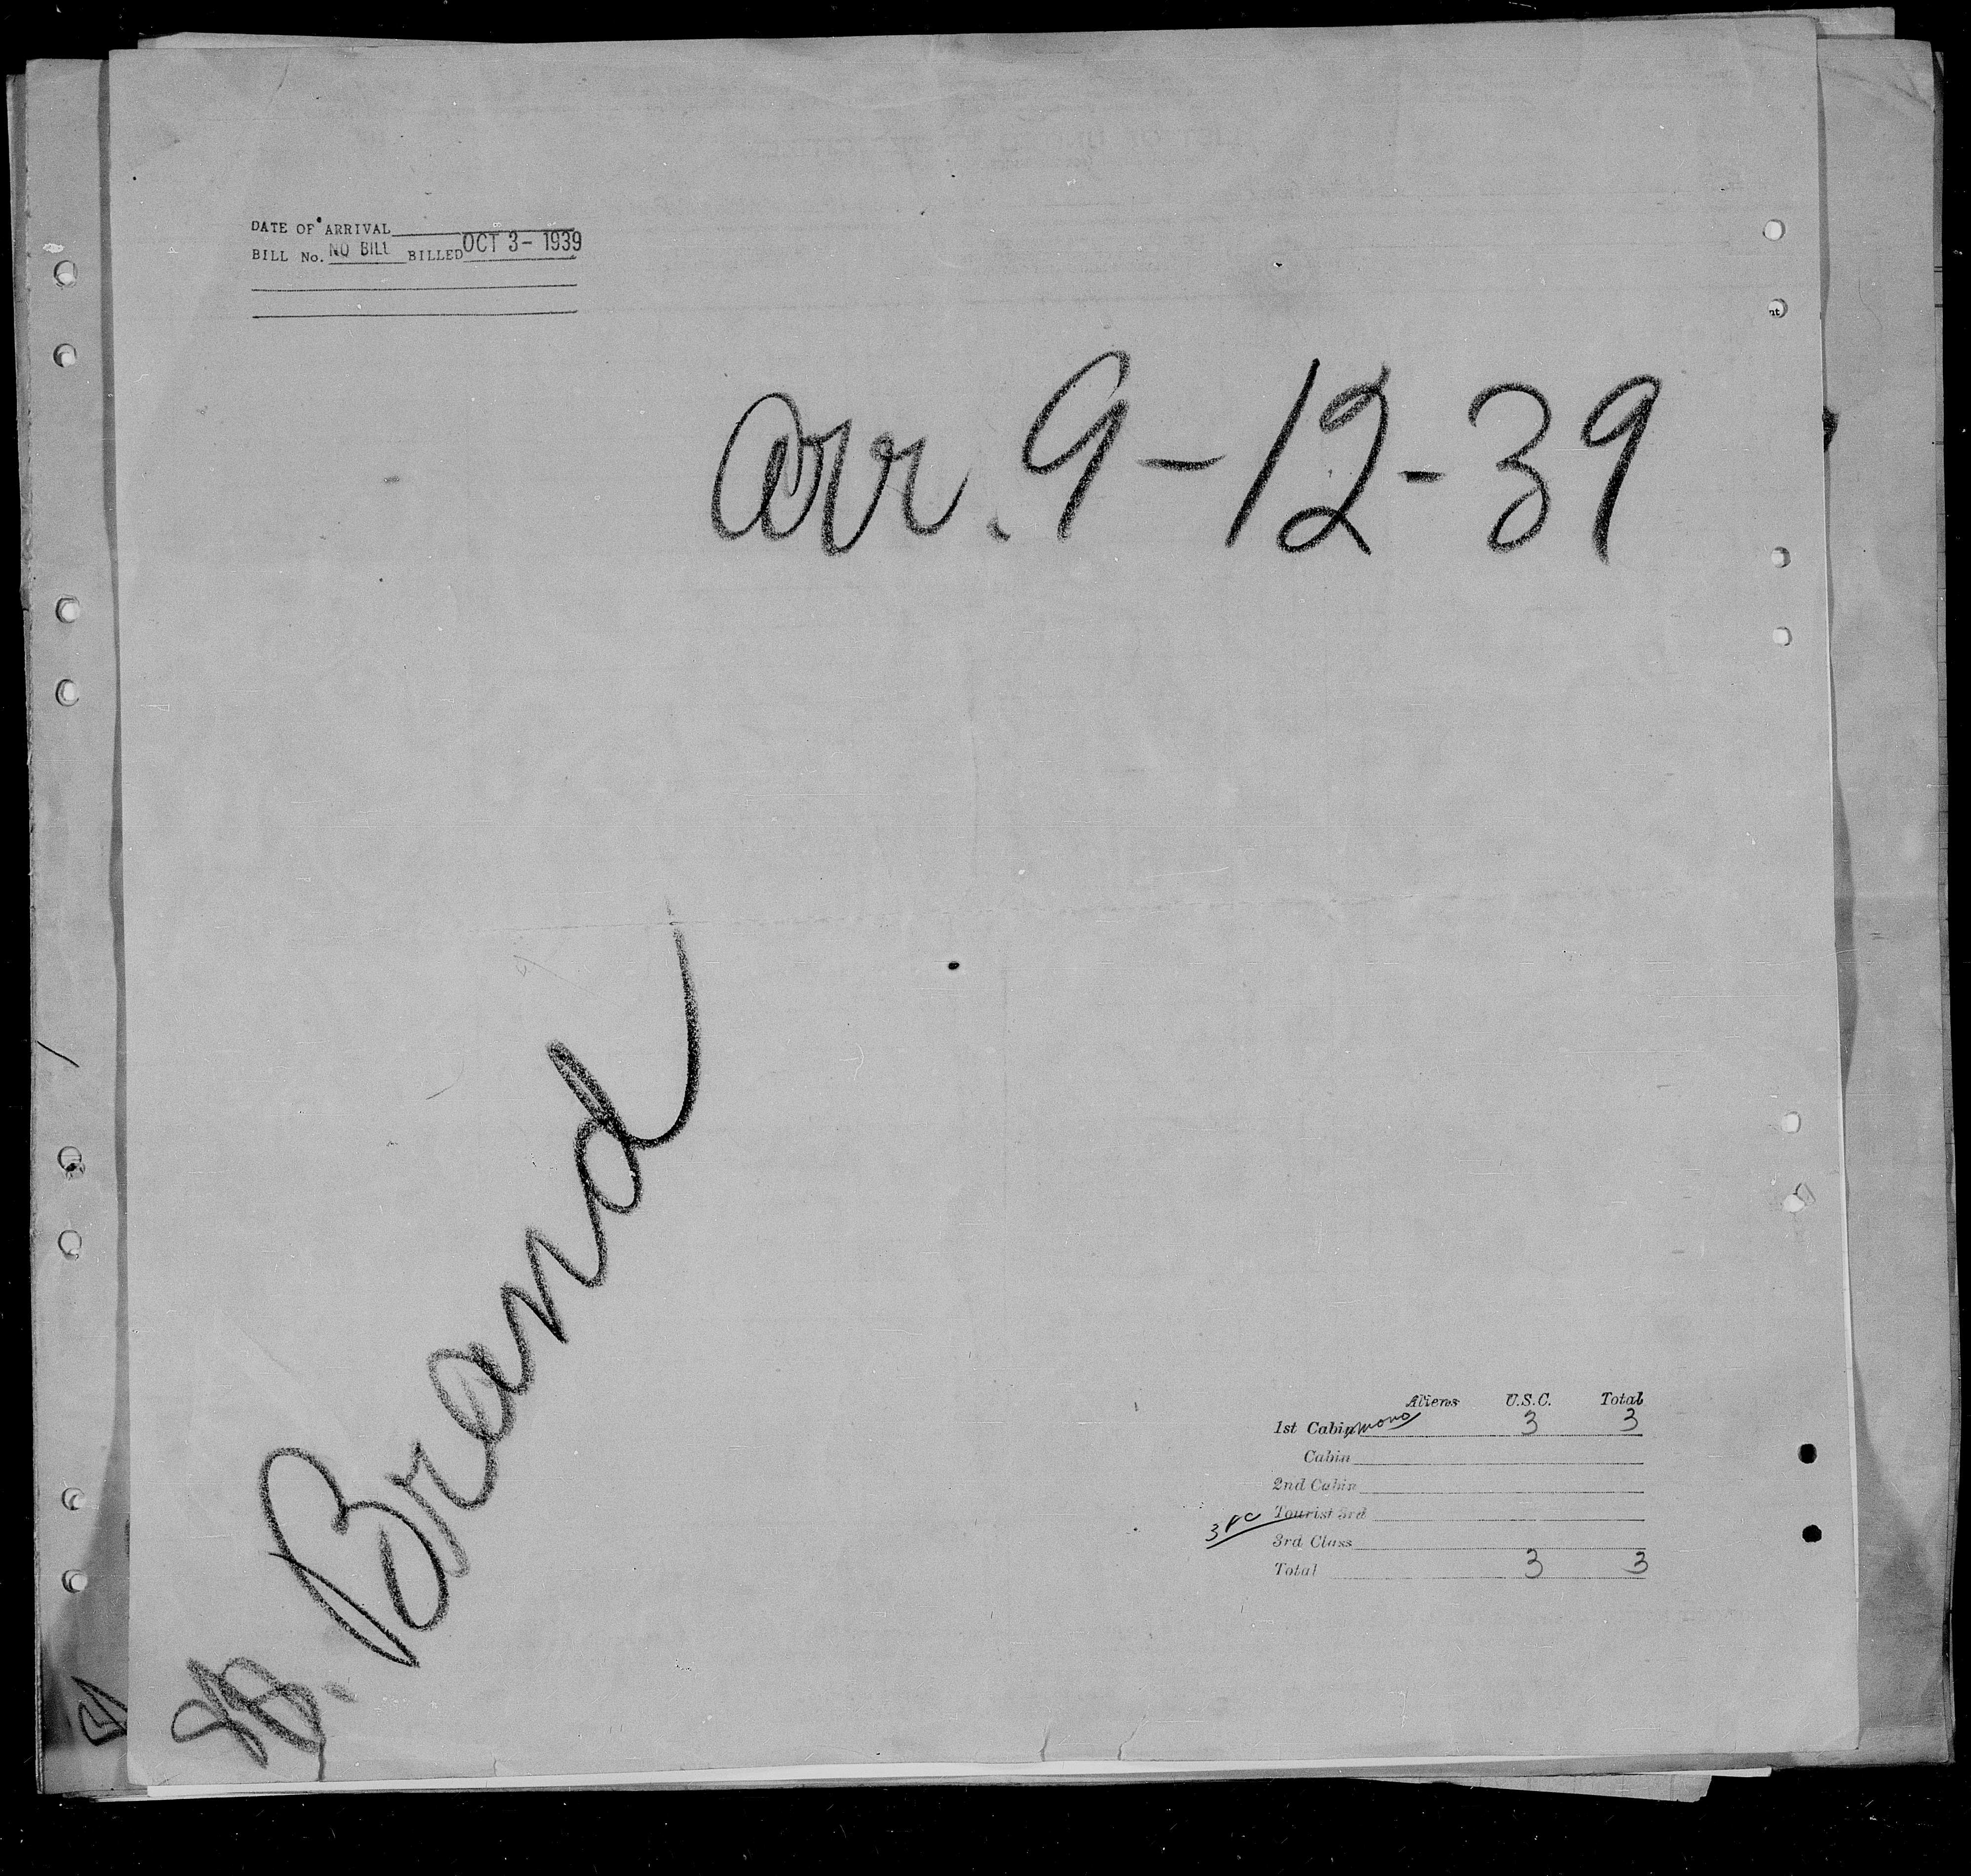 DATE OF ARRIVAL
BILL No. NO BILL BILLED OCT 3- 1939
arr. 9-12-39
Brand
Aliens U.S.C. Total
1st Cabin 3 3
Cabin
2nd Cabin
Tourist 3rd
3rd Class
Total 3 3